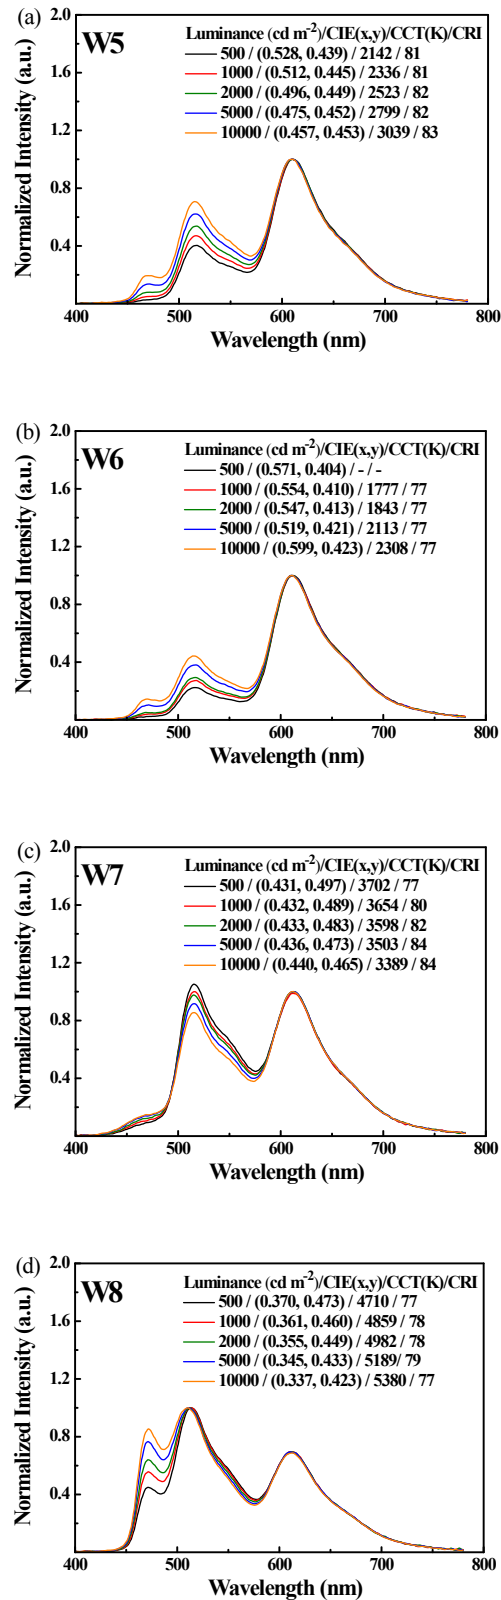 (a)
W5
Luminance (cd m⁻²)/CIE(x,y)/CCT(K)/CRI
500 / (0.528, 0.439) / 2142 / 81
1000 / (0.512, 0.445) / 2336 / 81
2000 / (0.496, 0.449) / 2523 / 82
5000 / (0.475, 0.452) / 2799 / 82
10000 / (0.457, 0.453) / 3039 / 83
Normalized Intensity (a.u.)
2.0
1.6
1.2
0.8
0.4
400 500 600 700 800
Wavelength (nm)
(b)
W6
Luminance (cd m⁻²)/CIE(x,y)/CCT(K)/CRI
500 / (0.571, 0.404) / - / -
1000 / (0.554, 0.410) / 1777 / 77
2000 / (0.547, 0.413) / 1843 / 77
5000 / (0.519, 0.421) / 2113 / 77
10000 / (0.599, 0.423) / 2308 / 77
Normalized Intensity (a.u.)
2.0
1.6
1.2
0.8
0.4
400 500 600 700 800
Wavelength (nm)
(c)
W7
Luminance (cd m⁻²)/CIE(x,y)/CCT(K)/CRI
500 / (0.431, 0.497) / 3702 / 77
1000 / (0.432, 0.489) / 3654 / 80
2000 / (0.433, 0.483) / 3598 / 82
5000 / (0.436, 0.473) / 3503 / 84
10000 / (0.440, 0.465) / 3389 / 84
Normalized Intensity (a.u.)
2.0
1.6
1.2
0.8
0.4
400 500 600 700 800
Wavelength (nm)
(d)
W8
Luminance (cd m⁻²)/CIE(x,y)/CCT(K)/CRI
500 / (0.370, 0.473) / 4710 / 77
1000 / (0.361, 0.460) / 4859 / 78
2000 / (0.355, 0.449) / 4982 / 78
5000 / (0.345, 0.433) / 5189/ 79
10000 / (0.337, 0.423) / 5380 / 77
Normalized Intensity (a.u.)
2.0
1.6
1.2
0.8
0.4
400 500 600 700 800
Wavelength (nm)